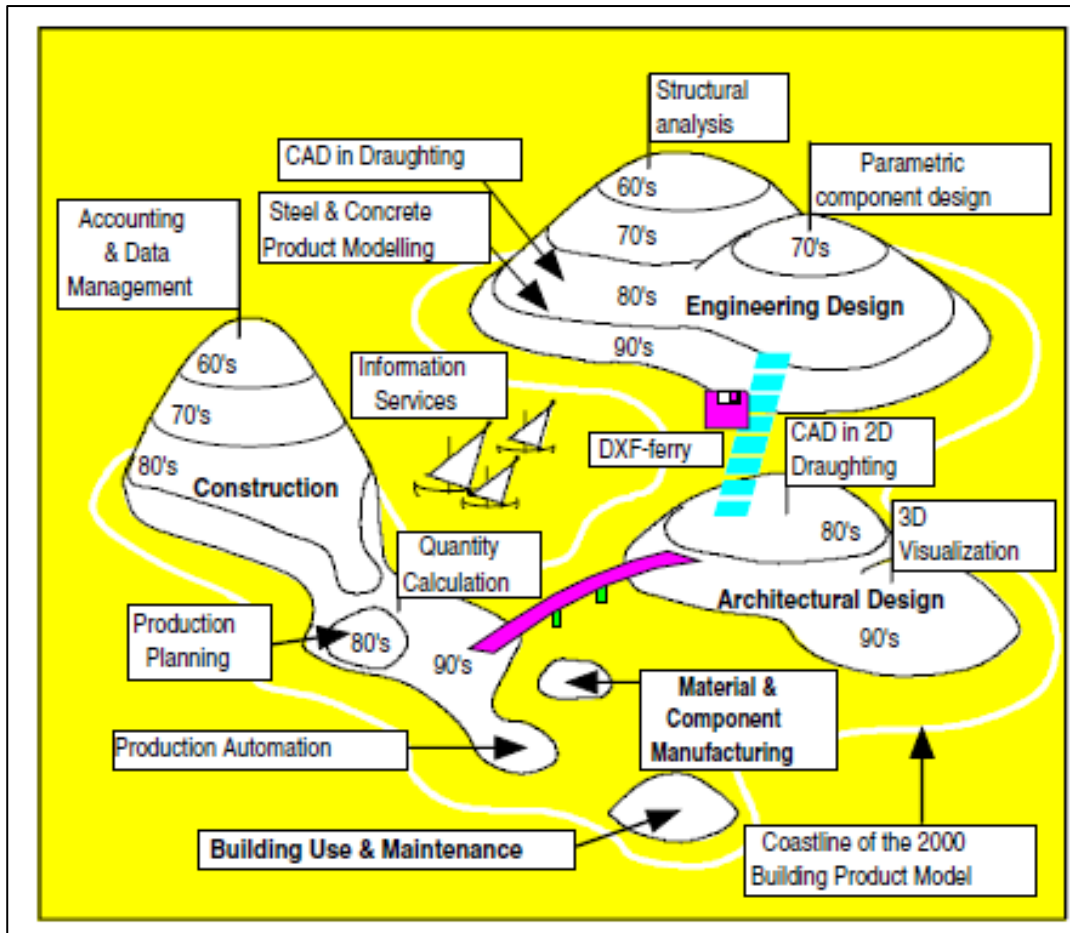 Structural
analysis
CAD in Draughting
Parametric
component design
Steel & Concrete
Product Modelling
Accounting
& Data
Management
60's
70's
70's
80's
Engineering Design
90's
60's
70's
80's
Construction
Information
Services
DXF-ferry
CAD in 2D
Draughting
80's
3D
Visualization
Quantity
Calculation
Architectural Design
90's
Production
Planning
80's
90's
Material &
Component
Manufacturing
Production Automation
Building Use & Maintenance
Coastline of the 2000
Building Product Model